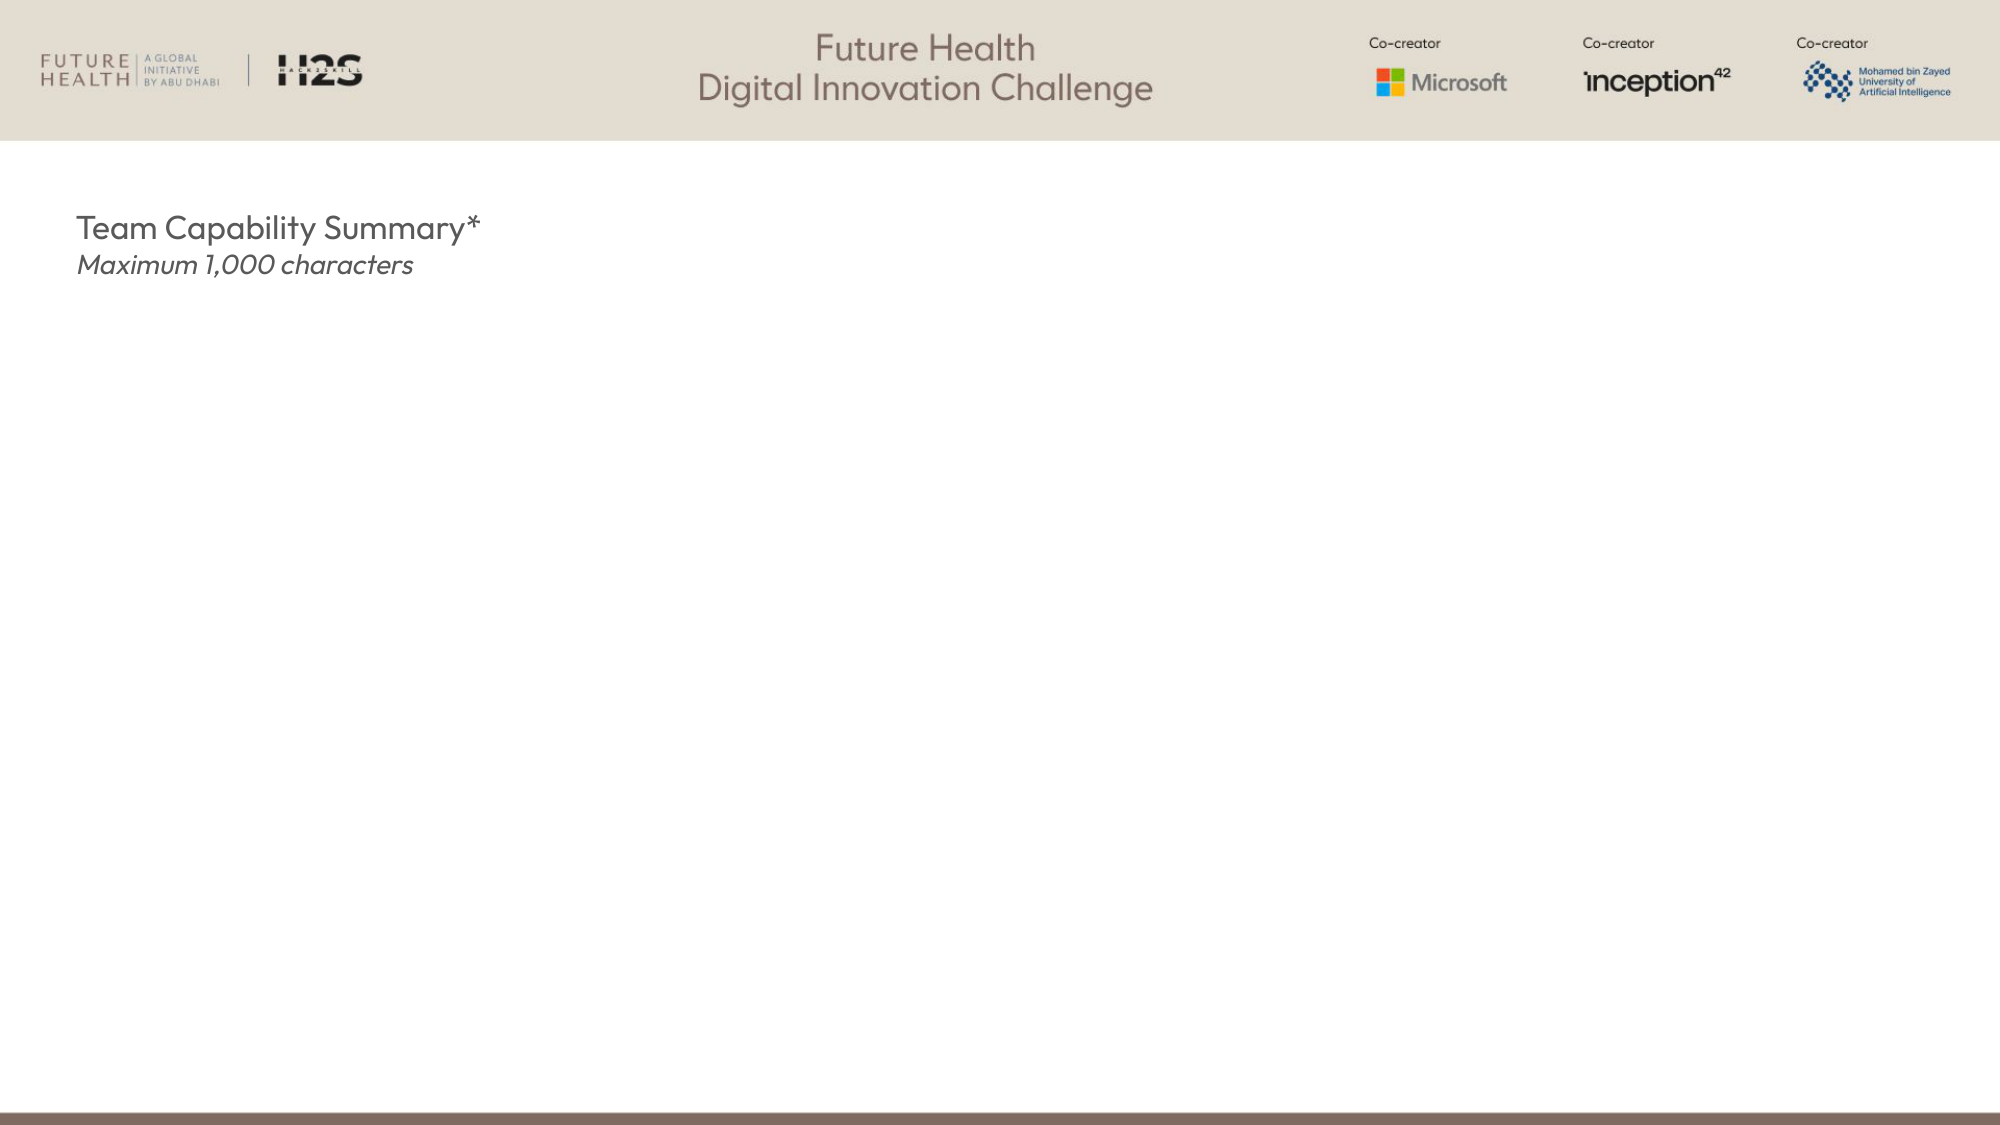 FUTURE HEALTH
A GLOBAL INITIATIVE BY ABU DHABI
H2S
HACK2SKILL
Future Health
Digital Innovation Challenge
Co-creator
Microsoft
Co-creator
inception42
Co-creator
Mohamed bin Zayed
University of
Artificial Intelligence
Team Capability Summary*
Maximum 1,000 characters